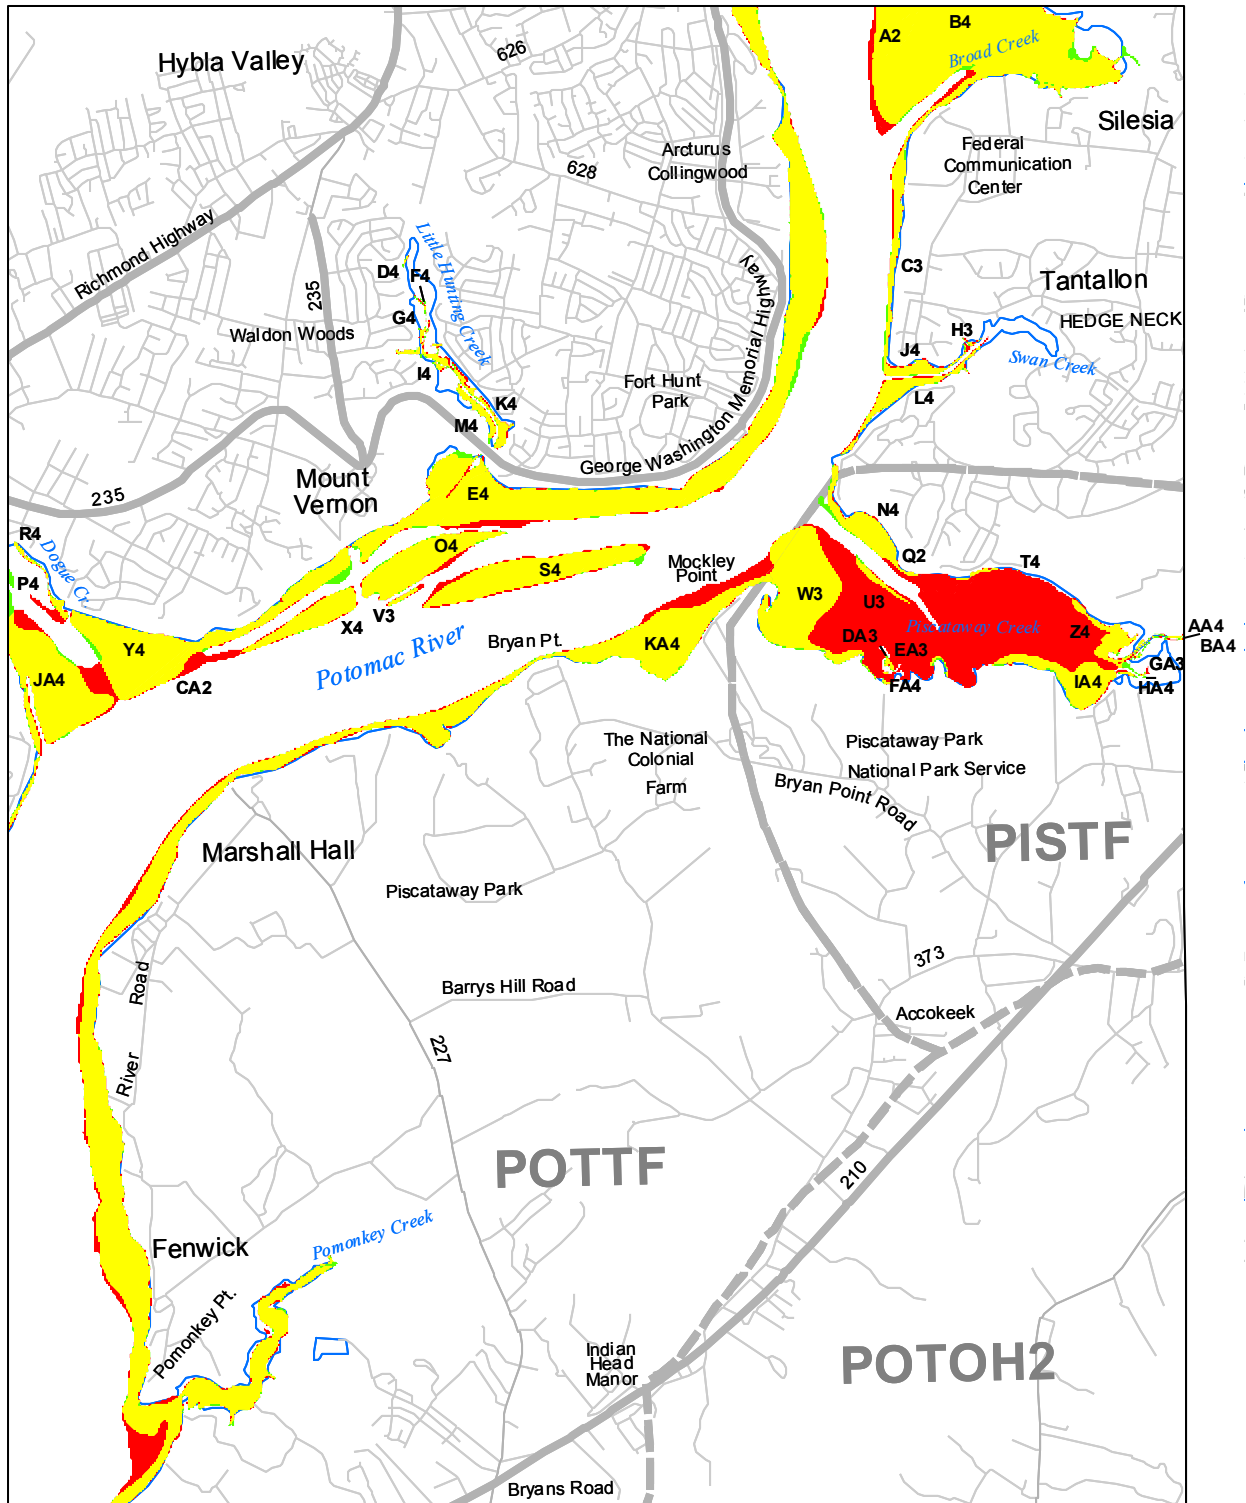 B4
A2
626
Broad Creek
Hybla Valley
Silesia
Arcturus
Collingwood
Federal
Communication
Center
628
Richmond Highway
Little Hunting Creek
D4
F4
C3
Tantallon
235
G4
Waldon Woods
H3
HEDGE NECK
J4
Swan Creek
I4
Fort Hunt
Park
L4
K4
M4
George Washington Memorial Highway
Mount
Vernon
235
E4
N4
R4
Dogue Cr.
O4
Q2
Mockley
Point
S4
T4
P4
W3
U3
V3
X4
Piscataway Creek
Z4
AA4
BA4
Y4
Potomac River
Bryan Pt.
KA4
DA3
EA3
GA3
JA4
CA2
FA4
IA4
HA4
The National
Colonial
Farm
Piscataway Park
National Park Service
Bryan Point Road
PISTF
Marshall Hall
Piscataway Park
373
River Road
Barrys Hill Road
Accokeek
227
POTTF
210
Pomonkey Creek
Fenwick
Pomonkey Pt.
Indian
Head
Manor
POTOH2
Bryans Road